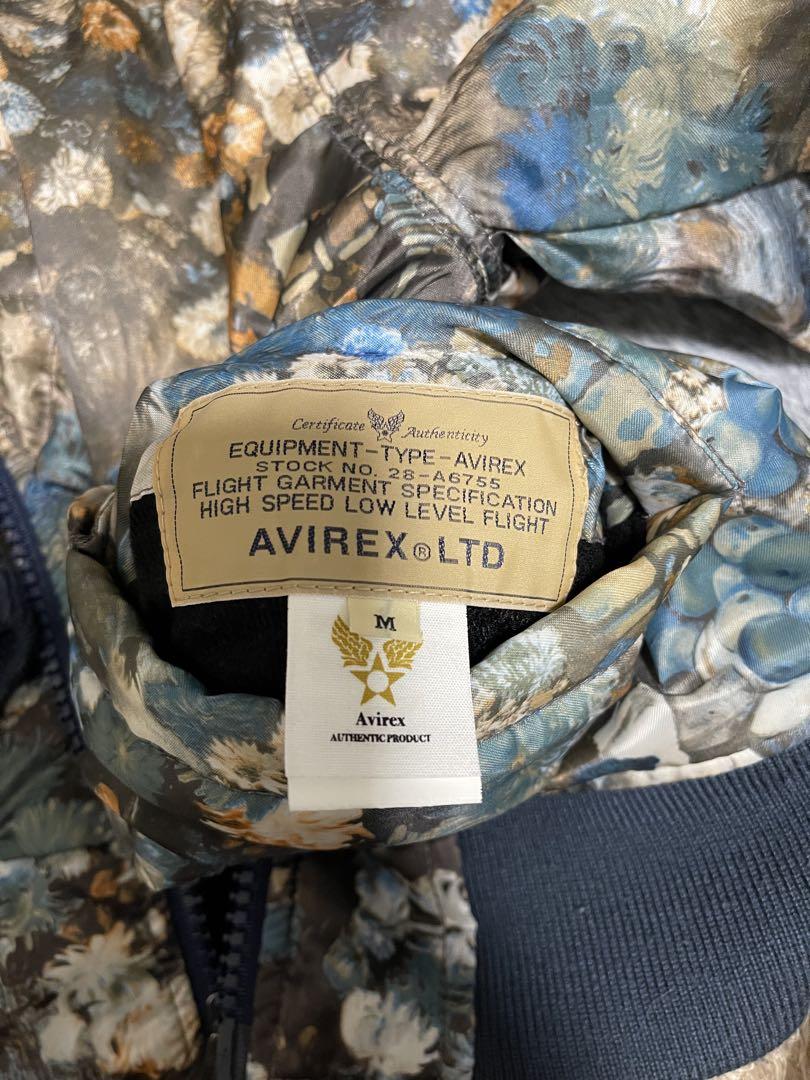 Certificate Authenticity
EQUIPMENT-TYPE-AVIREX
STOCK NO. 28-A6755
FLIGHT GARMENT SPECIFICATION
HIGH SPEED LOW LEVEL FLIGHT
AVIREX® LTD
M
Avirex
AUTHENTIC PRODUCT